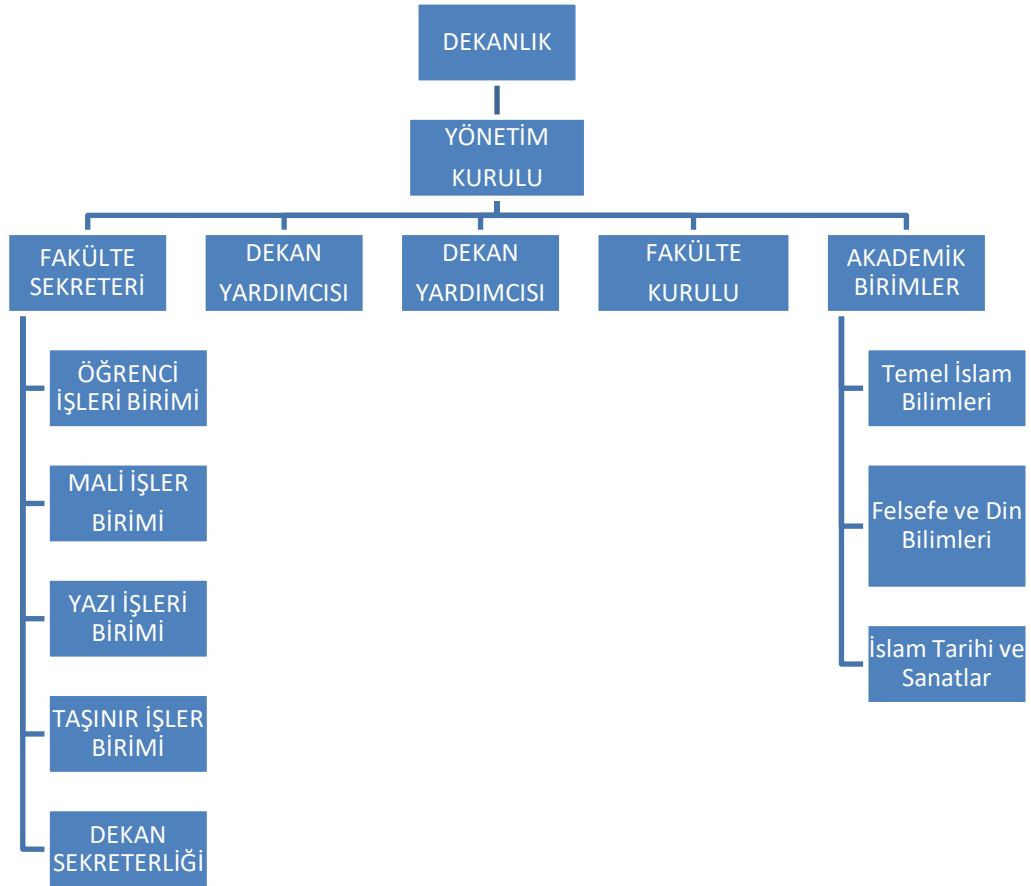 DEKANLIK
YÖNETİM
KURULU
FAKÜLTE
SEKRETERİ
DEKAN
YARDIMCISI
DEKAN
YARDIMCISI
FAKÜLTE
KURULU
AKADEMİK
BİRİMLER
ÖĞRENCİ
İŞLERİ BİRİMİ
MALİ İŞLER
BİRİMİ
YAZI İŞLERİ
BİRİMİ
TAŞINIR İŞLER
BİRİMİ
DEKAN
SEKRETERLİĞİ
Temel İslam
Bilimleri
Felsefe ve Din
Bilimleri
İslam Tarihi ve
Sanatlar